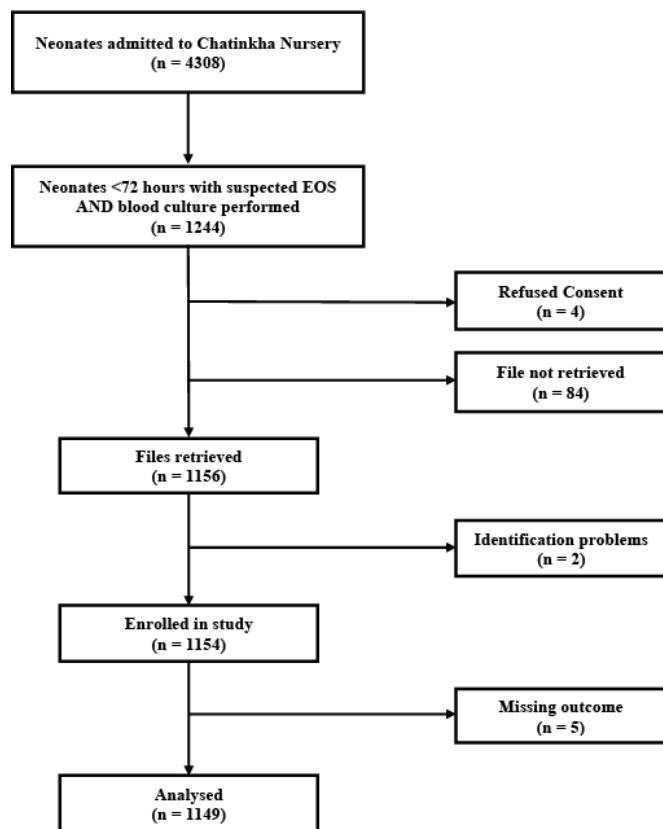 Neonates admitted to Chatinkha Nursery
(n = 4308)
Neonates <72 hours with suspected EOS
AND blood culture performed
(n = 1244)
Refused Consent
(n = 4)
File not retrieved
(n = 84)
Files retrieved
(n = 1156)
Identification problems
(n = 2)
Enrolled in study
(n = 1154)
Missing outcome
(n = 5)
Analysed
(n = 1149)